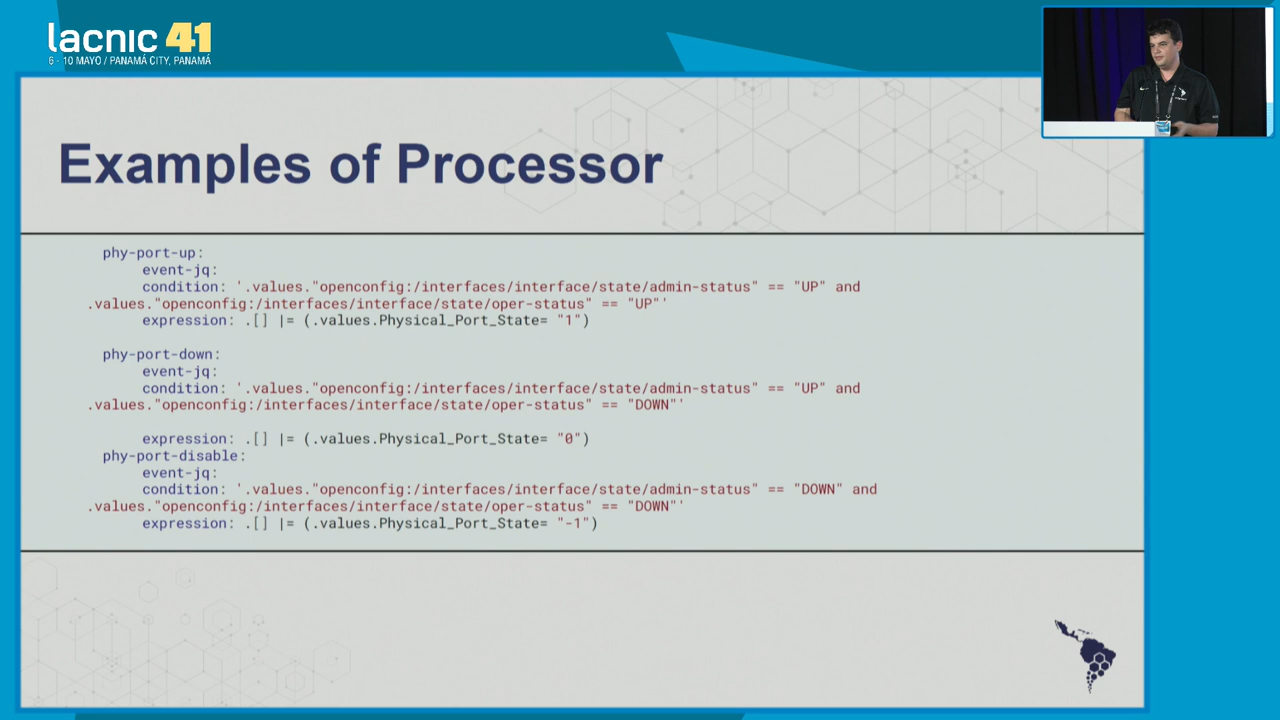 lacnic 41
6 - 10 MAYO / PANAMÁ CITY, PANAMÁ
Examples of Processor
phy-port-up:
event-jq:
condition: '.values."openconfig:/interfaces/interface/state/admin-status" == "UP" and
.values."openconfig:/interfaces/interface/state/oper-status" == "UP"'
expression: .[] |= (.values.Physical_Port_State= "1")
phy-port-down:
event-jq:
condition: '.values."openconfig:/interfaces/interface/state/admin-status" == "UP" and
.values."openconfig:/interfaces/interface/state/oper-status" == "DOWN"'
expression: .[] |= (.values.Physical_Port_State= "0")
phy-port-disable:
event-jq:
condition: '.values."openconfig:/interfaces/interface/state/admin-status" == "DOWN" and
.values."openconfig:/interfaces/interface/state/oper-status" == "DOWN"'
expression: .[] |= (.values.Physical_Port_State= "-1")